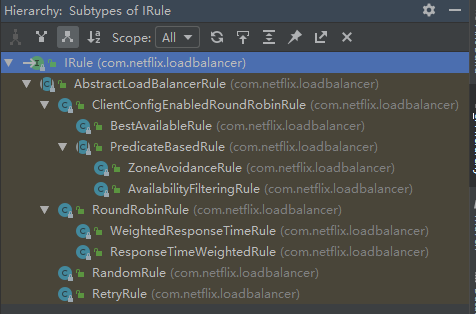 Hierarchy: Subtypes of IRule
Scope: All
IRule (com.netflix.loadbalancer)
AbstractLoadBalancerRule (com.netflix.loadbalancer)
ClientConfigEnabledRoundRobinRule (com.netflix.loadbalancer)
BestAvailableRule (com.netflix.loadbalancer)
PredicateBasedRule (com.netflix.loadbalancer)
ZoneAvoidanceRule (com.netflix.loadbalancer)
AvailabilityFilteringRule (com.netflix.loadbalancer)
RoundRobinRule (com.netflix.loadbalancer)
WeightedResponseTimeRule (com.netflix.loadbalancer)
ResponseTimeWeightedRule (com.netflix.loadbalancer)
RandomRule (com.netflix.loadbalancer)
RetryRule (com.netflix.loadbalancer)